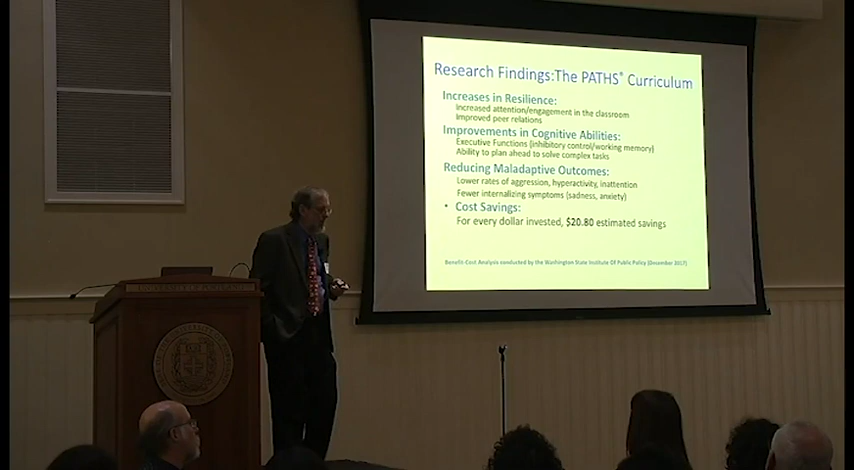 Research Findings:The PATHS® Curriculum
Increases in Resilience:
Increased attention/engagement in the classroom
Improved peer relations
Improvements in Cognitive Abilities:
Executive Functions (inhibitory control/working memory)
Ability to plan ahead to solve complex tasks
Reducing Maladaptive Outcomes:
Lower rates of aggression, hyperactivity, inattention
Fewer internalizing symptoms (sadness, anxiety)
• Cost Savings:
For every dollar invested, $20.80 estimated savings
Benefit-Cost Analysis conducted by the Washington State Institute Of Public Policy (December 2017)
UNIVERSITY OF PORTLAND